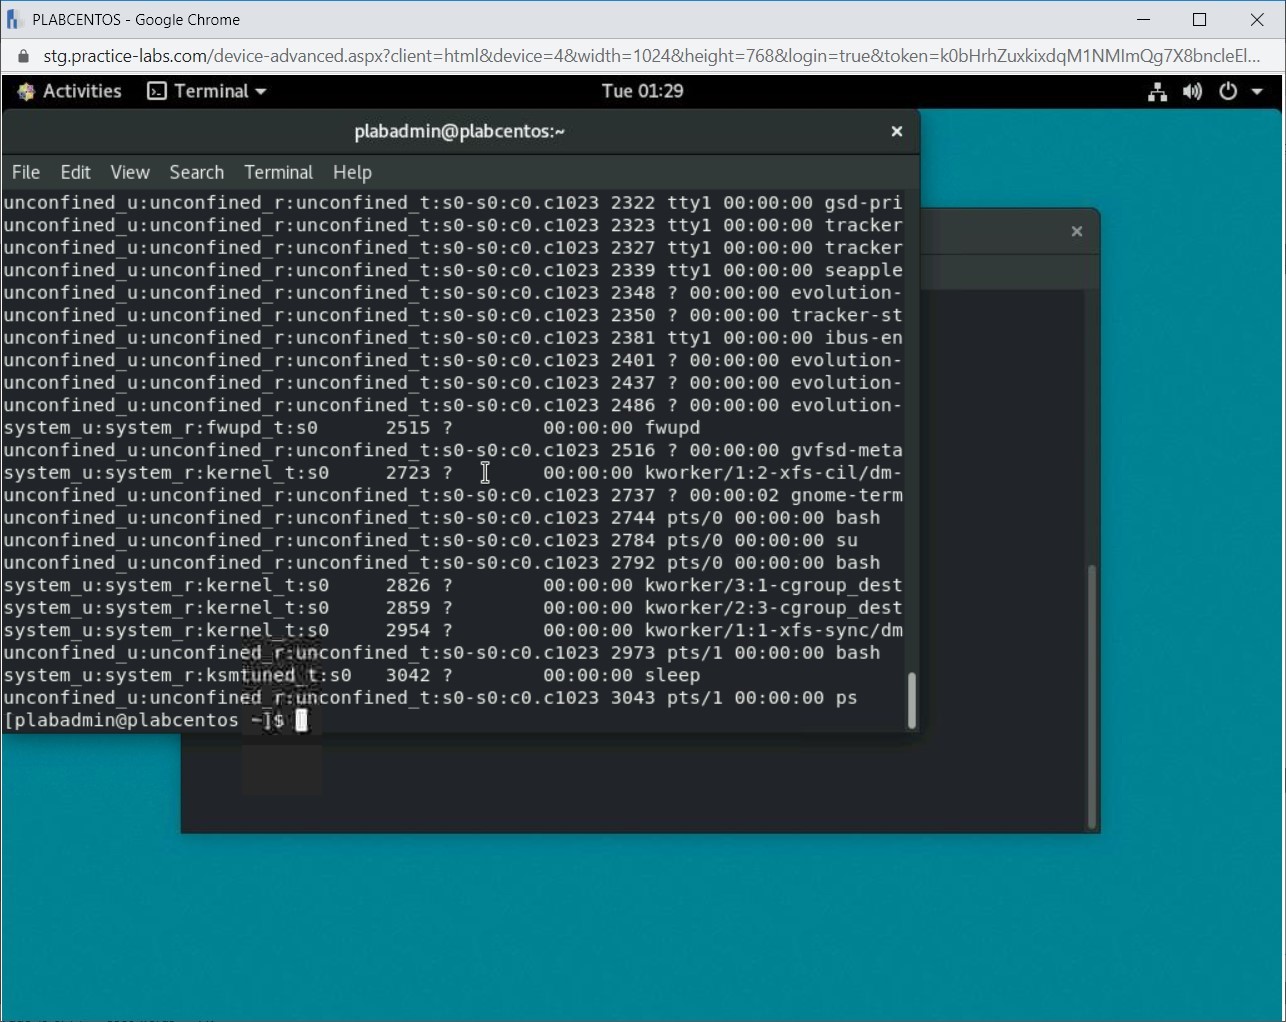 PLABCENTOS - Google Chrome
stg.practice-labs.com/device-advanced.aspx?client=html&device=4&width=1024&height=768&login=true&token=k0bHrhZuxkixdqM1NMImQg7X8bncleEl...
Activities Terminal Tue 01:29
plabadmin@plabcentos:~
File Edit View Search Terminal Help
unconfined_u:unconfined_r:unconfined_t:s0-s0:c0.c1023 2322 tty1 00:00:00 gsd-pri
unconfined_u:unconfined_r:unconfined_t:s0-s0:c0.c1023 2323 tty1 00:00:00 tracker
unconfined_u:unconfined_r:unconfined_t:s0-s0:c0.c1023 2327 tty1 00:00:00 tracker
unconfined_u:unconfined_r:unconfined_t:s0-s0:c0.c1023 2339 tty1 00:00:00 seapple
unconfined_u:unconfined_r:unconfined_t:s0-s0:c0.c1023 2348 ? 00:00:00 evolution-
unconfined_u:unconfined_r:unconfined_t:s0-s0:c0.c1023 2350 ? 00:00:00 tracker-st
unconfined_u:unconfined_r:unconfined_t:s0-s0:c0.c1023 2381 tty1 00:00:00 ibus-en
unconfined_u:unconfined_r:unconfined_t:s0-s0:c0.c1023 2401 ? 00:00:00 evolution-
unconfined_u:unconfined_r:unconfined_t:s0-s0:c0.c1023 2437 ? 00:00:00 evolution-
unconfined_u:unconfined_r:unconfined_t:s0-s0:c0.c1023 2486 ? 00:00:00 evolution-
system_u:system_r:fwupd_t:s0      2515 ?        00:00:00 fwupd
unconfined_u:unconfined_r:unconfined_t:s0-s0:c0.c1023 2516 ? 00:00:00 gvfsd-meta
system_u:system_r:kernel_t:s0     2723 ?        00:00:00 kworker/1:2-xfs-cil/dm-
unconfined_u:unconfined_r:unconfined_t:s0-s0:c0.c1023 2737 ? 00:00:02 gnome-term
unconfined_u:unconfined_r:unconfined_t:s0-s0:c0.c1023 2744 pts/0 00:00:00 bash
unconfined_u:unconfined_r:unconfined_t:s0-s0:c0.c1023 2784 pts/0 00:00:00 su
unconfined_u:unconfined_r:unconfined_t:s0-s0:c0.c1023 2792 pts/0 00:00:00 bash
system_u:system_r:kernel_t:s0     2826 ?        00:00:00 kworker/3:1-cgroup_dest
system_u:system_r:kernel_t:s0     2859 ?        00:00:00 kworker/2:3-cgroup_dest
system_u:system_r:kernel_t:s0     2954 ?        00:00:00 kworker/1:1-xfs-sync/dm
unconfined_u:unconfined_r:unconfined_t:s0-s0:c0.c1023 2973 pts/1 00:00:00 bash
system_u:system_r:ksmtuned_t:s0   3042 ?        00:00:00 sleep
unconfined_u:unconfined_r:unconfined_t:s0-s0:c0.c1023 3043 pts/1 00:00:00 ps
[plabadmin@plabcentos ~]$